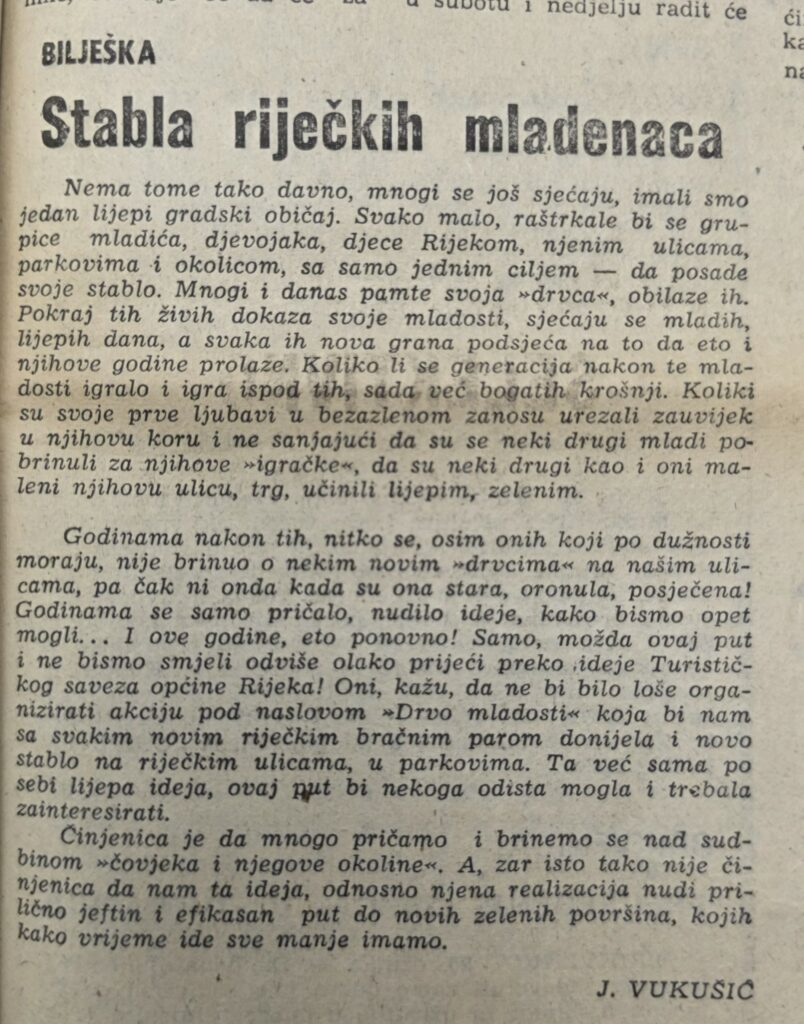 u subotu i nedjelju radit će
BILJEŠKA
Stabla riječkih mladenaca
Nema tome tako davno, mnogi se još sjećaju, imali smo
jedan lijepi gradski običaj. Svako malo, raštrkale bi se gru-
pice mladića, djevojaka, djece Rijekom, njenim ulicama,
parkovima i okolicom, sa samo jednim ciljem — da posade
svoje stablo. Mnogi i danas pamte svoja »drvca«, obilaze ih.
Pokraj tih živih dokaza svoje mladosti, sjećaju se mladih,
lijepih dana, a svaka ih nova grana podsjeća na to da eto i
njihove godine prolaze. Koliko li se generacija nakon te mla-
dosti igralo i igra ispod tih, sada već bogatih krošnji. Koliki
su svoje prve ljubavi u bezazlenom zanosu urezali zauvijek
u njihovu koru i ne sanjajući da su se neki drugi mladi po-
brinuli za njihove »igračke«, da su neki drugi kao i oni ma-
leni njihovu ulicu, trg, učinili lijepim, zelenim.
Godinama nakon tih, nitko se, osim onih koji po dužnosti
moraju, nije brinuo o nekim novim »drvcima« na našim uli-
cama, pa čak ni onda kada su ona stara, oronula, posječena!
Godinama se samo pričalo, nudilo ideje, kako bismo opet
mogli... I ove godine, eto ponovno! Samo, možda ovaj put
i ne bismo smjeli odviše olako prijeći preko ideje Turistič-
kog saveza općine Rijeka! Oni, kažu, da ne bi bilo loše orga-
nizirati akciju pod naslovom »Drvo mladosti« koja bi nam
sa svakim novim riječkim bračnim parom donijela i novo
stablo na riječkim ulicama, u parkovima. Ta već sama po
sebi lijepa ideja, ovaj put bi nekoga odista mogla i trebala
zainteresirati.
Činjenica je da mnogo pričamo i brinemo se nad sud-
binom »čovjeka i njegove okoline«. A, zar isto tako nije či-
njenica da nam ta ideja, odnosno njena realizacija nudi pri-
lično jeftin i efikasan put do novih zelenih površina, kojih
kako vrijeme ide sve manje imamo.
J. VUKUŠIĆ